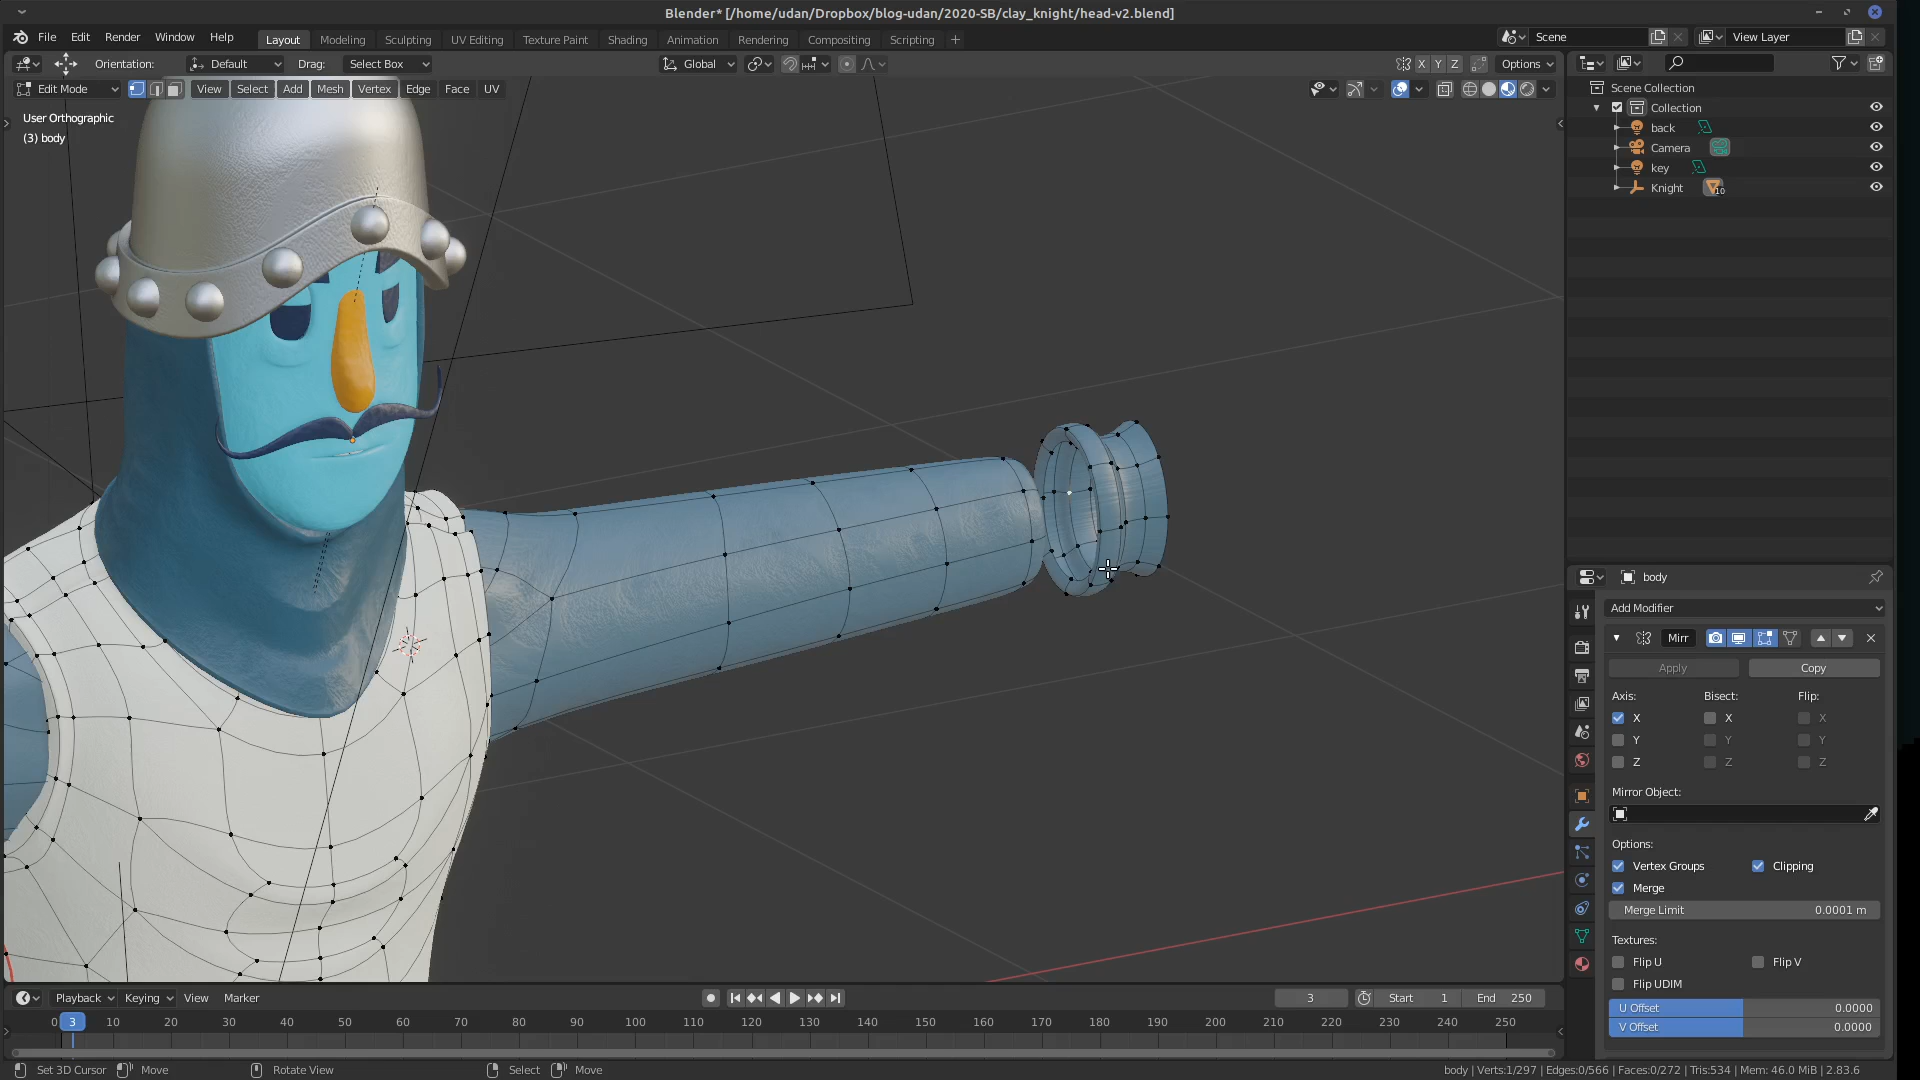 Blender* [/home/udan/Dropbox/blog-udan/2020-SB/clay_knight/head-v2.blend]
File Edit Render Window Help Layout Modeling Sculpting UV Editing Texture Paint Shading Animation Rendering Compositing Scripting + Scene View Layer
Orientation: Default Drag: Select Box Global X Y Z Options
Edit Mode View Select Add Mesh Vertex Edge Face UV
User Orthographic
(3) body
Scene Collection
Collection
back
Camera
key
Knight 10
body
Add Modifier
Mirr
Apply Copy
Axis: Bisect: Flip:
X X X
Y Y Y
Z Z Z
Mirror Object:
Options:
Vertex Groups Clipping
Merge
Merge Limit 0.0001 m
Textures:
Flip U Flip V
Flip UDIM
U Offset 0.0000
V Offset 0.0000
Playback Keying View Marker 3 Start 1 End 250
0 3 10 20 30 40 50 60 70 80 90 100 110 120 130 140 150 160 170 180 190 200 210 220 230 240 250
Set 3D Cursor Move Rotate View Select Move body | Verts:1/297 | Edges:0/566 | Faces:0/272 | Tris:534 | Mem: 46.0 MiB | 2.83.6